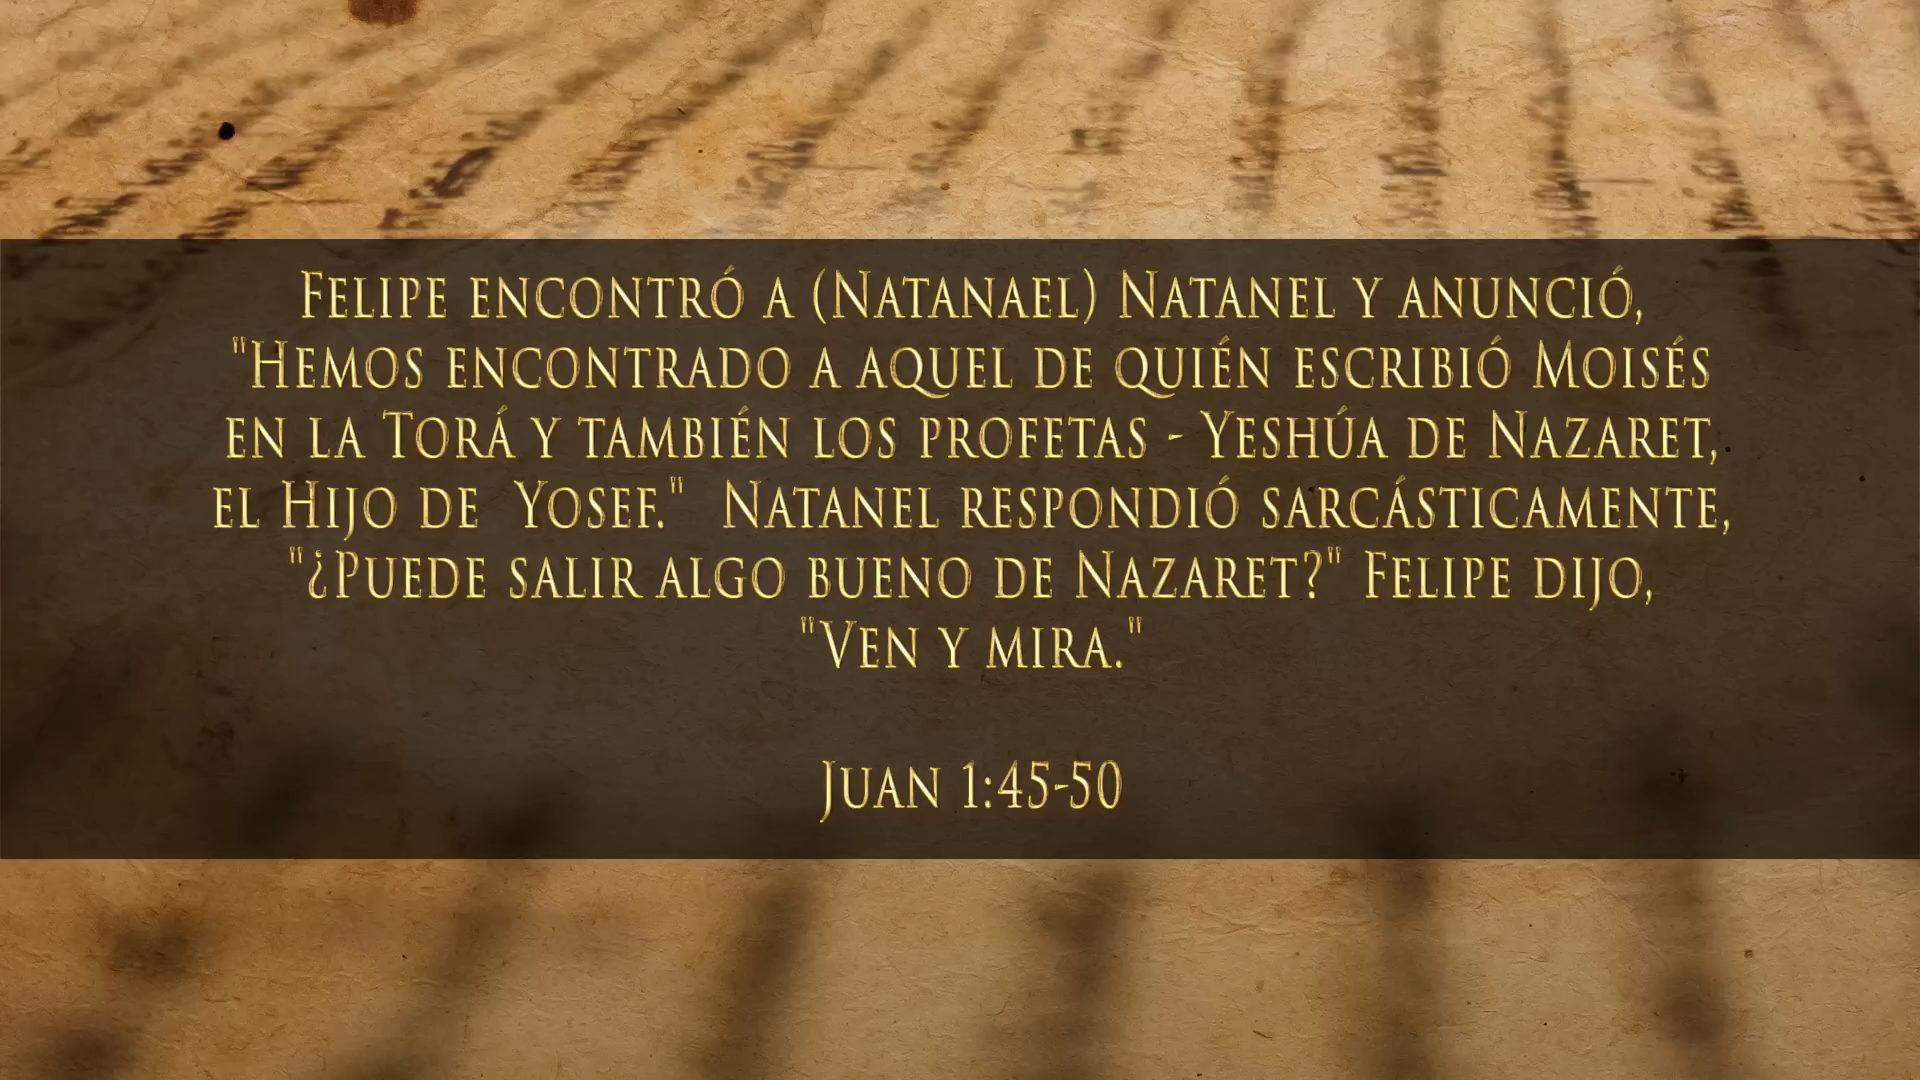 Felipe encontró a (Natanael) Natanel y anunció,
"Hemos encontrado a aquel de quién escribió Moisés
en la Torá y también los profetas - Yeshúa de Nazaret,
el Hijo de Yosef." Natanel respondió sarcásticamente,
"¿Puede salir algo bueno de Nazaret?" Felipe dijo,
"Ven y mira."
Juan 1:45-50